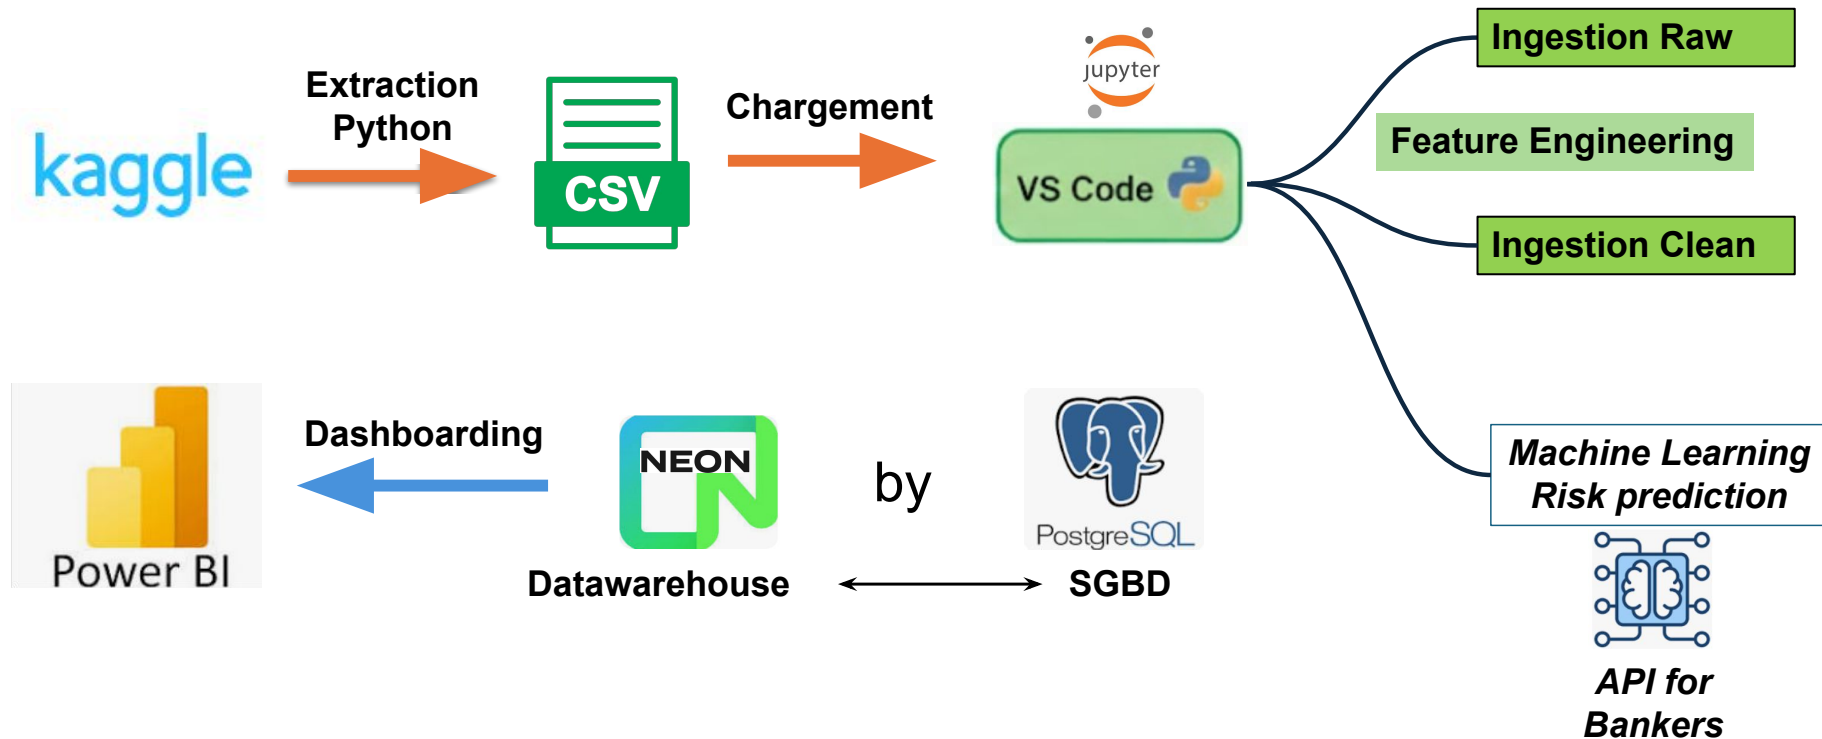 kaggle
Extraction
Python
CSV
Chargement
jupyter
VS Code
Ingestion Raw
Feature Engineering
Ingestion Clean
Power BI
Dashboarding
NEON
Datawarehouse
by
PostgreSQL
SGBD
Machine Learning
Risk prediction
API for
Bankers